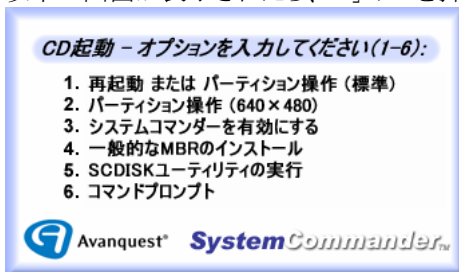 CD起動 – オプションを入力してください(1-6):
1. 再起動 または パーティション操作 (標準)
2. パーティション操作 (640×480)
3. システムコマンダーを有効にする
4. 一般的なMBRのインストール
5. SCDISKユーティリティの実行
6. コマンドプロンプト
Avanquest® SystemCommander™